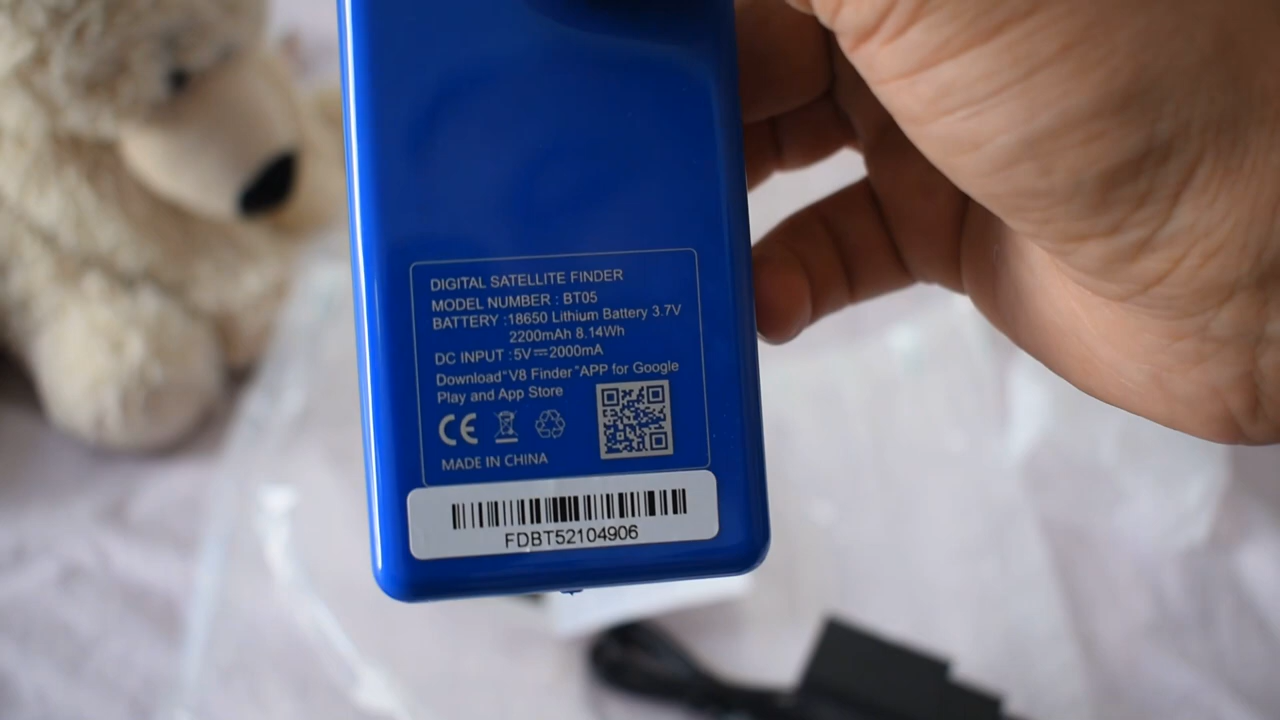 DIGITAL SATELLITE FINDER
MODEL NUMBER : BT05
BATTERY :18650 Lithium Battery 3.7V
2200mAh 8.14Wh
DC INPUT :5V⎓2000mA
Download"V8 Finder"APP for Google
Play and App Store
CE
MADE IN CHINA
FDBT52104906